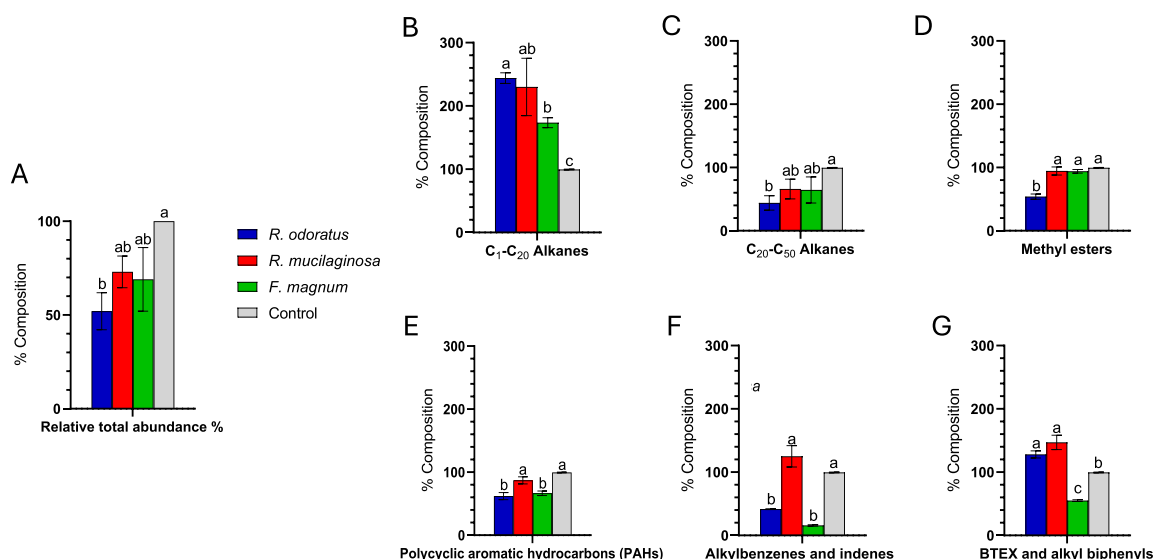 A
% Composition
100
50
0
b
ab
ab
a
Relative total abundance %
R. odoratus
R. mucilaginosa
F. magnum
Control
B
% Composition
300
200
100
0
a
ab
b
c
C₁-C₂₀ Alkanes
C
% Composition
300
200
100
0
b
ab
ab
a
C₂₀-C₅₀ Alkanes
D
% Composition
300
200
100
0
b
a
a
a
Methyl esters
E
% Composition
300
200
100
0
b
a
b
a
Polycyclic aromatic hydrocarbons (PAHs)
F
% Composition
300
200
100
0
a
b
a
b
a
Alkylbenzenes and indenes
G
% Composition
300
200
100
0
a
a
c
b
BTEX and alkyl biphenyls